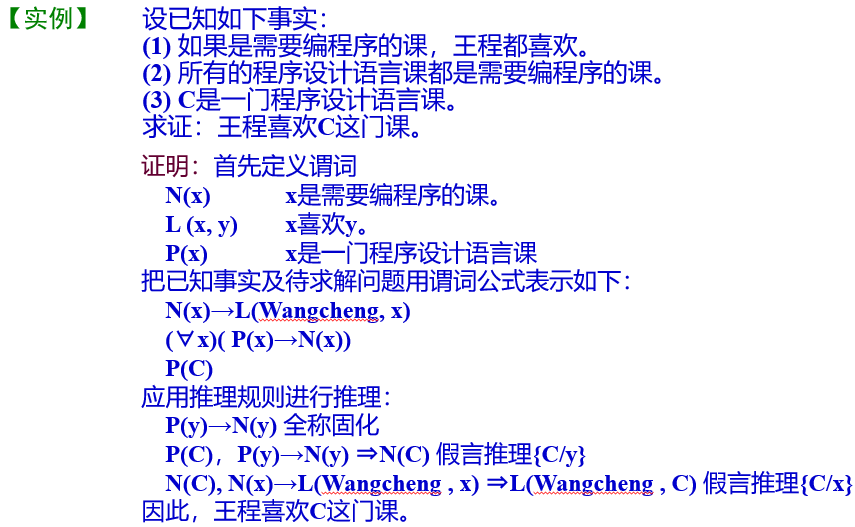 【实例】 设已知如下事实：
(1) 如果是需要编程序的课，王程都喜欢。
(2) 所有的程序设计语言课都是需要编程序的课。
(3) C是一门程序设计语言课。
求证：王程喜欢C这门课。
证明：首先定义谓词
N(x) x是需要编程序的课。
L (x, y) x喜欢y。
P(x) x是一门程序设计语言课
把已知事实及待求解问题用谓词公式表示如下：
N(x)→L(Wangcheng, x)
(∀x)( P(x)→N(x))
P(C)
应用推理规则进行推理：
P(y)→N(y) 全称固化
P(C)，P(y)→N(y) ⇒N(C) 假言推理{C/y}
N(C), N(x)→L(Wangcheng , x) ⇒L(Wangcheng , C) 假言推理{C/x}
因此，王程喜欢C这门课。